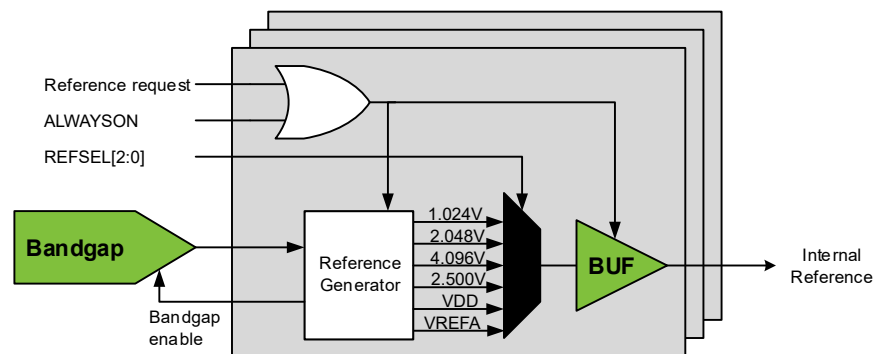 Reference request
ALWAYSON
REFSEL[2:0]
Bandgap
Bandgap
enable
Reference
Generator
1.024V
2.048V
4.096V
2.500V
VDD
VREFA
BUF
Internal
Reference